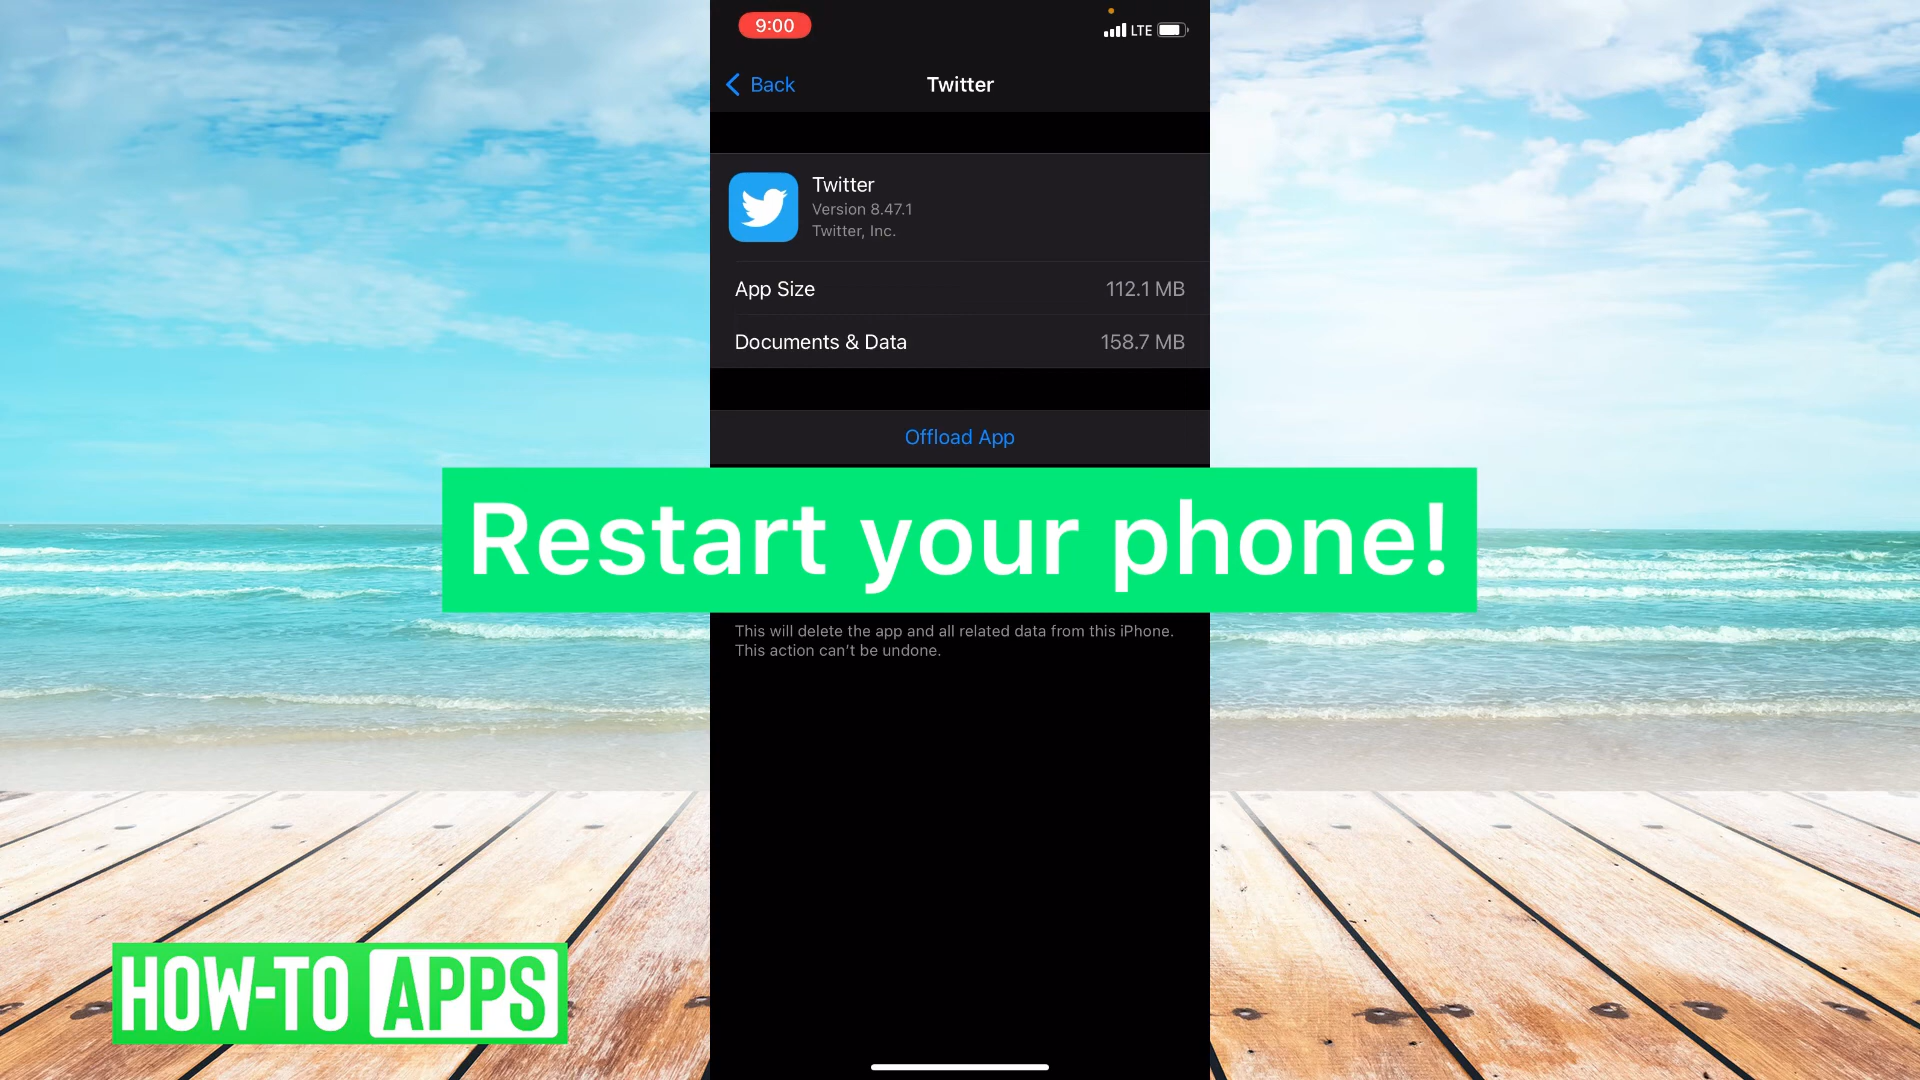 9:00
LTE
Back
Twitter
Twitter
Version 8.47.1
Twitter, Inc.
App Size 112.1 MB
Documents & Data 158.7 MB
Offload App
Restart your phone!
This will delete the app and all related data from this iPhone.
This action can't be undone.
HOW-TO APPS